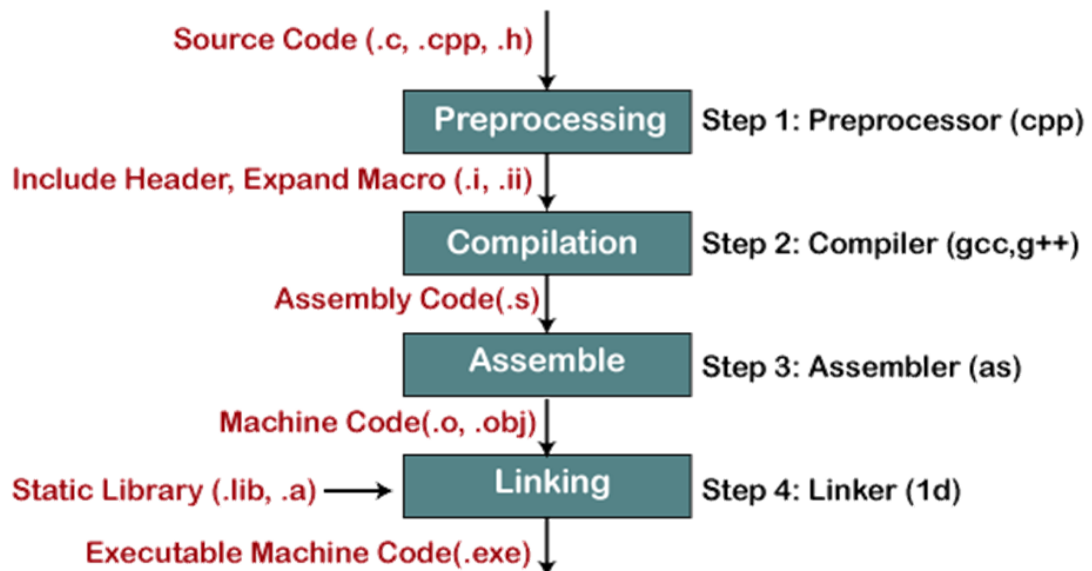 Source Code (.c, .cpp, .h)
Preprocessing
Step 1: Preprocessor (cpp)
Include Header, Expand Macro (.i, .ii)
Compilation
Step 2: Compiler (gcc,g++)
Assembly Code(.s)
Assemble
Step 3: Assembler (as)
Machine Code(.o, .obj)
Static Library (.lib, .a)
Linking
Step 4: Linker (1d)
Executable Machine Code(.exe)